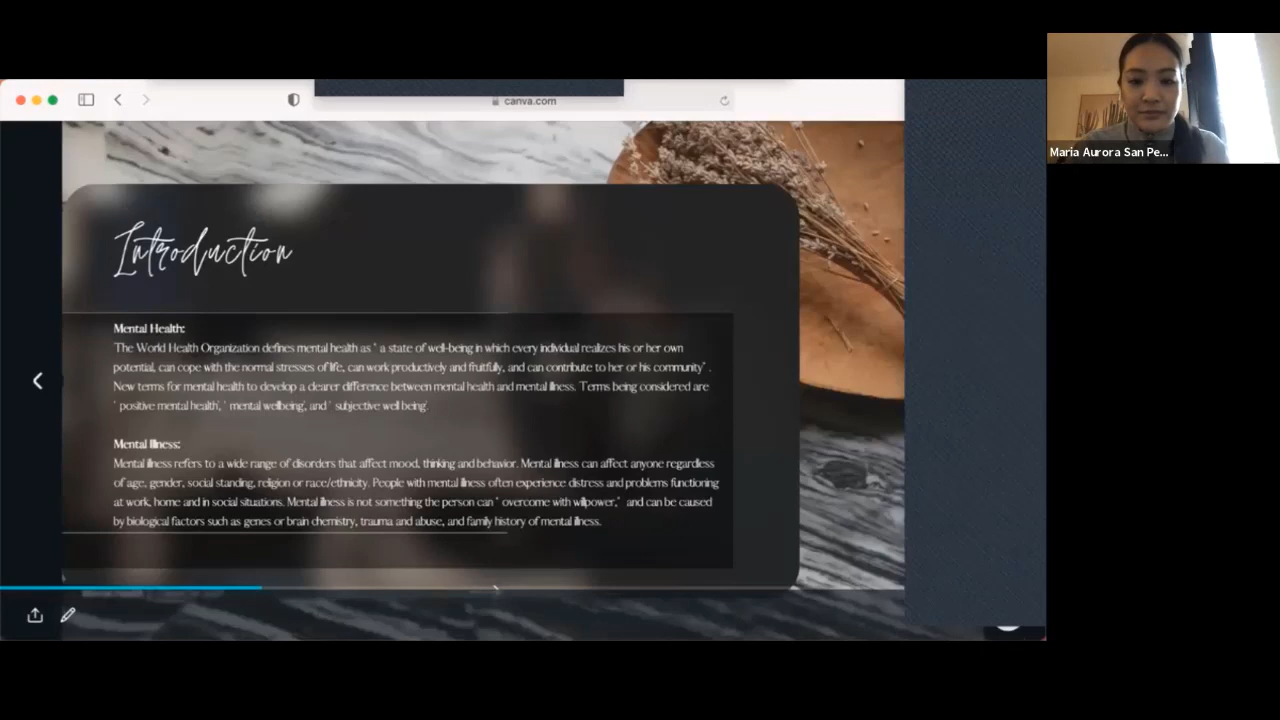 canva.com
Maria Aurora San Pe...
Introduction
Mental Health:
The World Health Organization defines mental health as " a state of well-being in which every individual realizes his or her own
potential, can cope with the normal stresses of life, can work productively and fruitfully, and can contribute to her or his community" .
New terms for mental health to develop a clearer difference between mental health and mental illness. Terms being considered are
' positive mental health', ' mental wellbeing', and ' subjective well being'.
Mental Illness:
Mental illness refers to a wide range of disorders that affect mood, thinking and behavior. Mental illness can affect anyone regardless
of age, gender, social standing, religion or race/ethnicity. People with mental illness often experience distress and problems functioning
at work, home and in social situations. Mental illness is not something the person can " overcome with willpower," and can be caused
by biological factors such as genes or brain chemistry, trauma and abuse, and family history of mental illness.